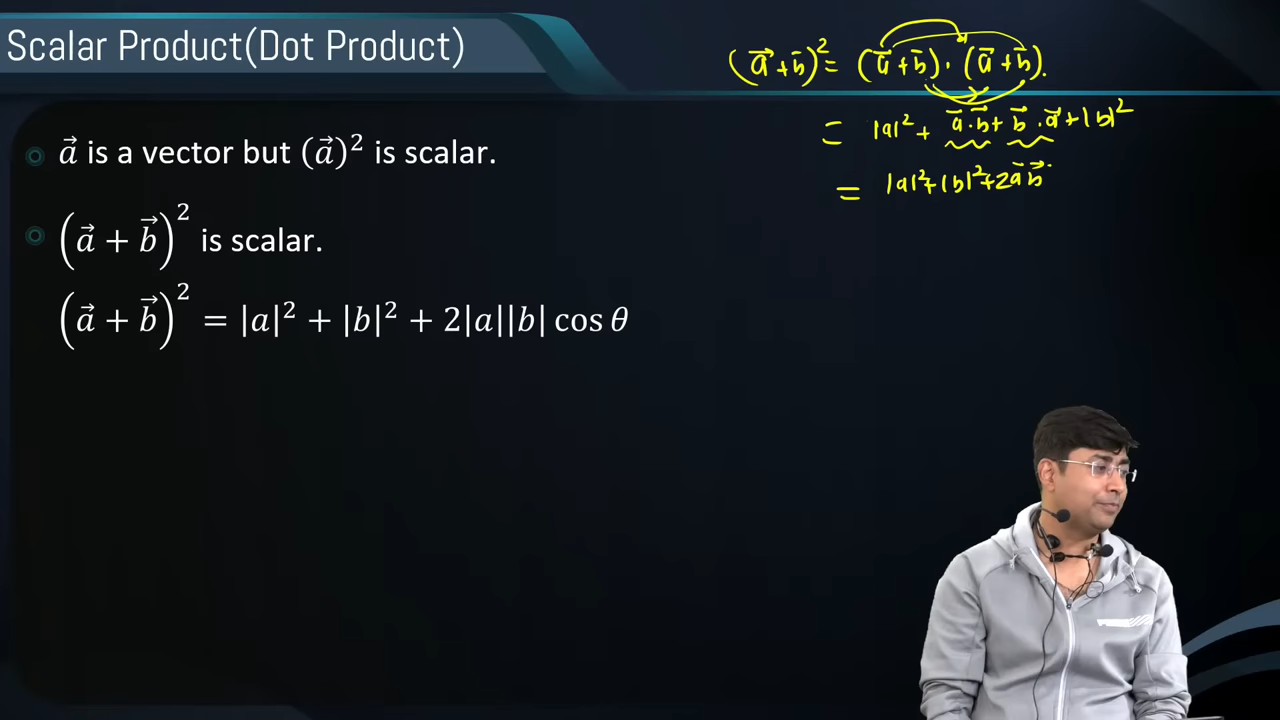 Scalar Product(Dot Product)
(a⃗ + b⃗)² = (a⃗ + b⃗) · (a⃗ + b⃗).
= |a|² + a⃗ · b⃗ + b⃗ · a⃗ + |b|²
= |a|² + |b|² + 2a⃗ b⃗
a⃗ is a vector but (a⃗)² is scalar.
(a⃗ + b⃗)² is scalar.
(a⃗ + b⃗)² = |a|² + |b|² + 2|a||b| cos θ